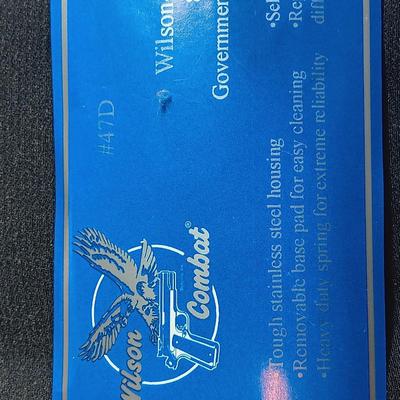 #47D
Wilson
Combat®
Wilson-
Governmen
•Tough stainless steel housing
•Removable base pad for easy cleaning
•Heavy duty spring for extreme reliability
•Sel
•Re
diff